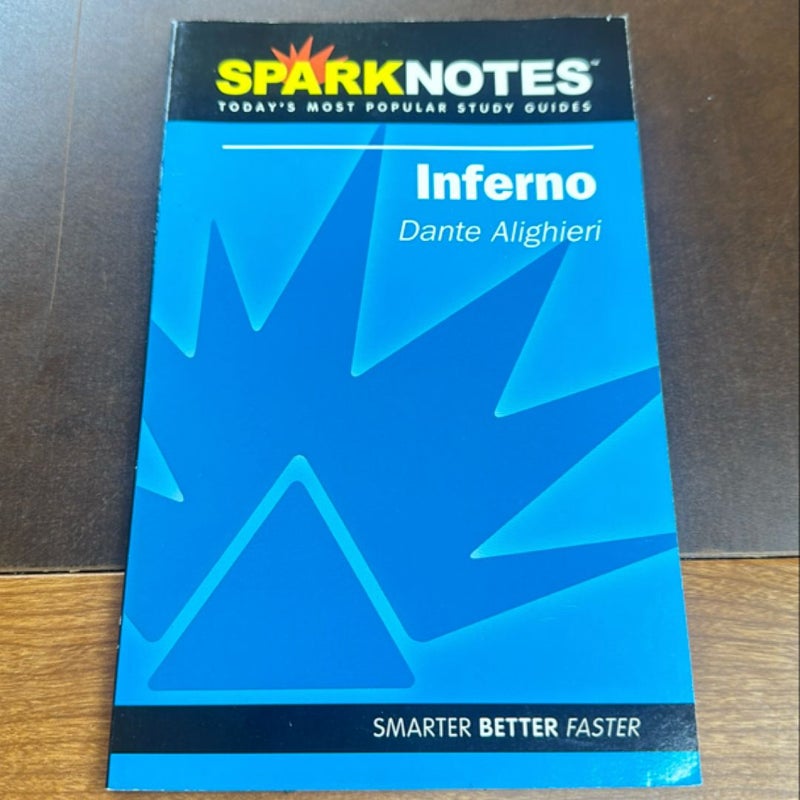 SPARKNOTES
TODAY'S MOST POPULAR STUDY GUIDES
Inferno
Dante Alighieri
SMARTER BETTER FASTER